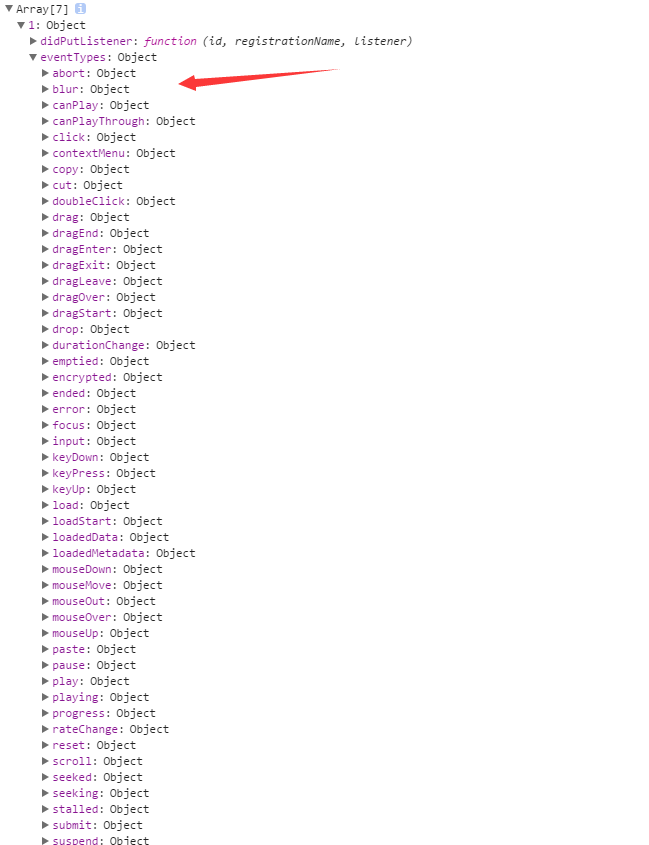 Array[7] i
1: Object
didPutListener: function (id, registrationName, listener)
eventTypes: Object
abort: Object
blur: Object
canPlay: Object
canPlayThrough: Object
click: Object
contextMenu: Object
copy: Object
cut: Object
doubleClick: Object
drag: Object
dragEnd: Object
dragEnter: Object
dragExit: Object
dragLeave: Object
dragOver: Object
dragStart: Object
drop: Object
durationChange: Object
emptied: Object
encrypted: Object
ended: Object
error: Object
focus: Object
input: Object
keyDown: Object
keyPress: Object
keyUp: Object
load: Object
loadStart: Object
loadedData: Object
loadedMetadata: Object
mouseDown: Object
mouseMove: Object
mouseOut: Object
mouseOver: Object
mouseUp: Object
paste: Object
pause: Object
play: Object
playing: Object
progress: Object
rateChange: Object
reset: Object
scroll: Object
seeked: Object
seeking: Object
stalled: Object
submit: Object
suspend: Object